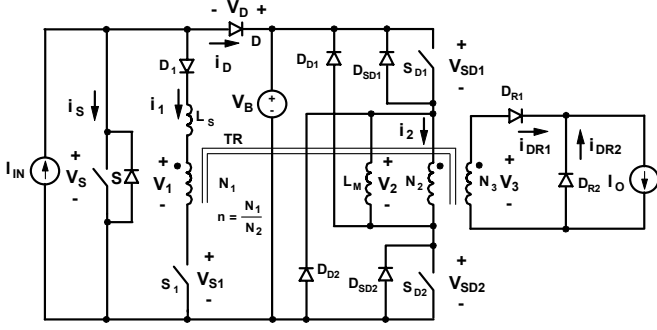 - V_D +
D
i_D
D_1
i_S
i_1
L_S
I_IN
+
V_S
-
S
+
V_1
-
N_1
n = N_1 / N_2
TR
S_1
+
V_S1
-
V_B
+
-
D_D1
D_SD1
S_D1
+
V_SD1
-
i_2
L_M
+
V_2
-
N_2
D_D2
D_SD2
S_D2
+
V_SD2
-
N_3
+
V_3
-
D_R1
i_DR1
i_DR2
D_R2
I_O